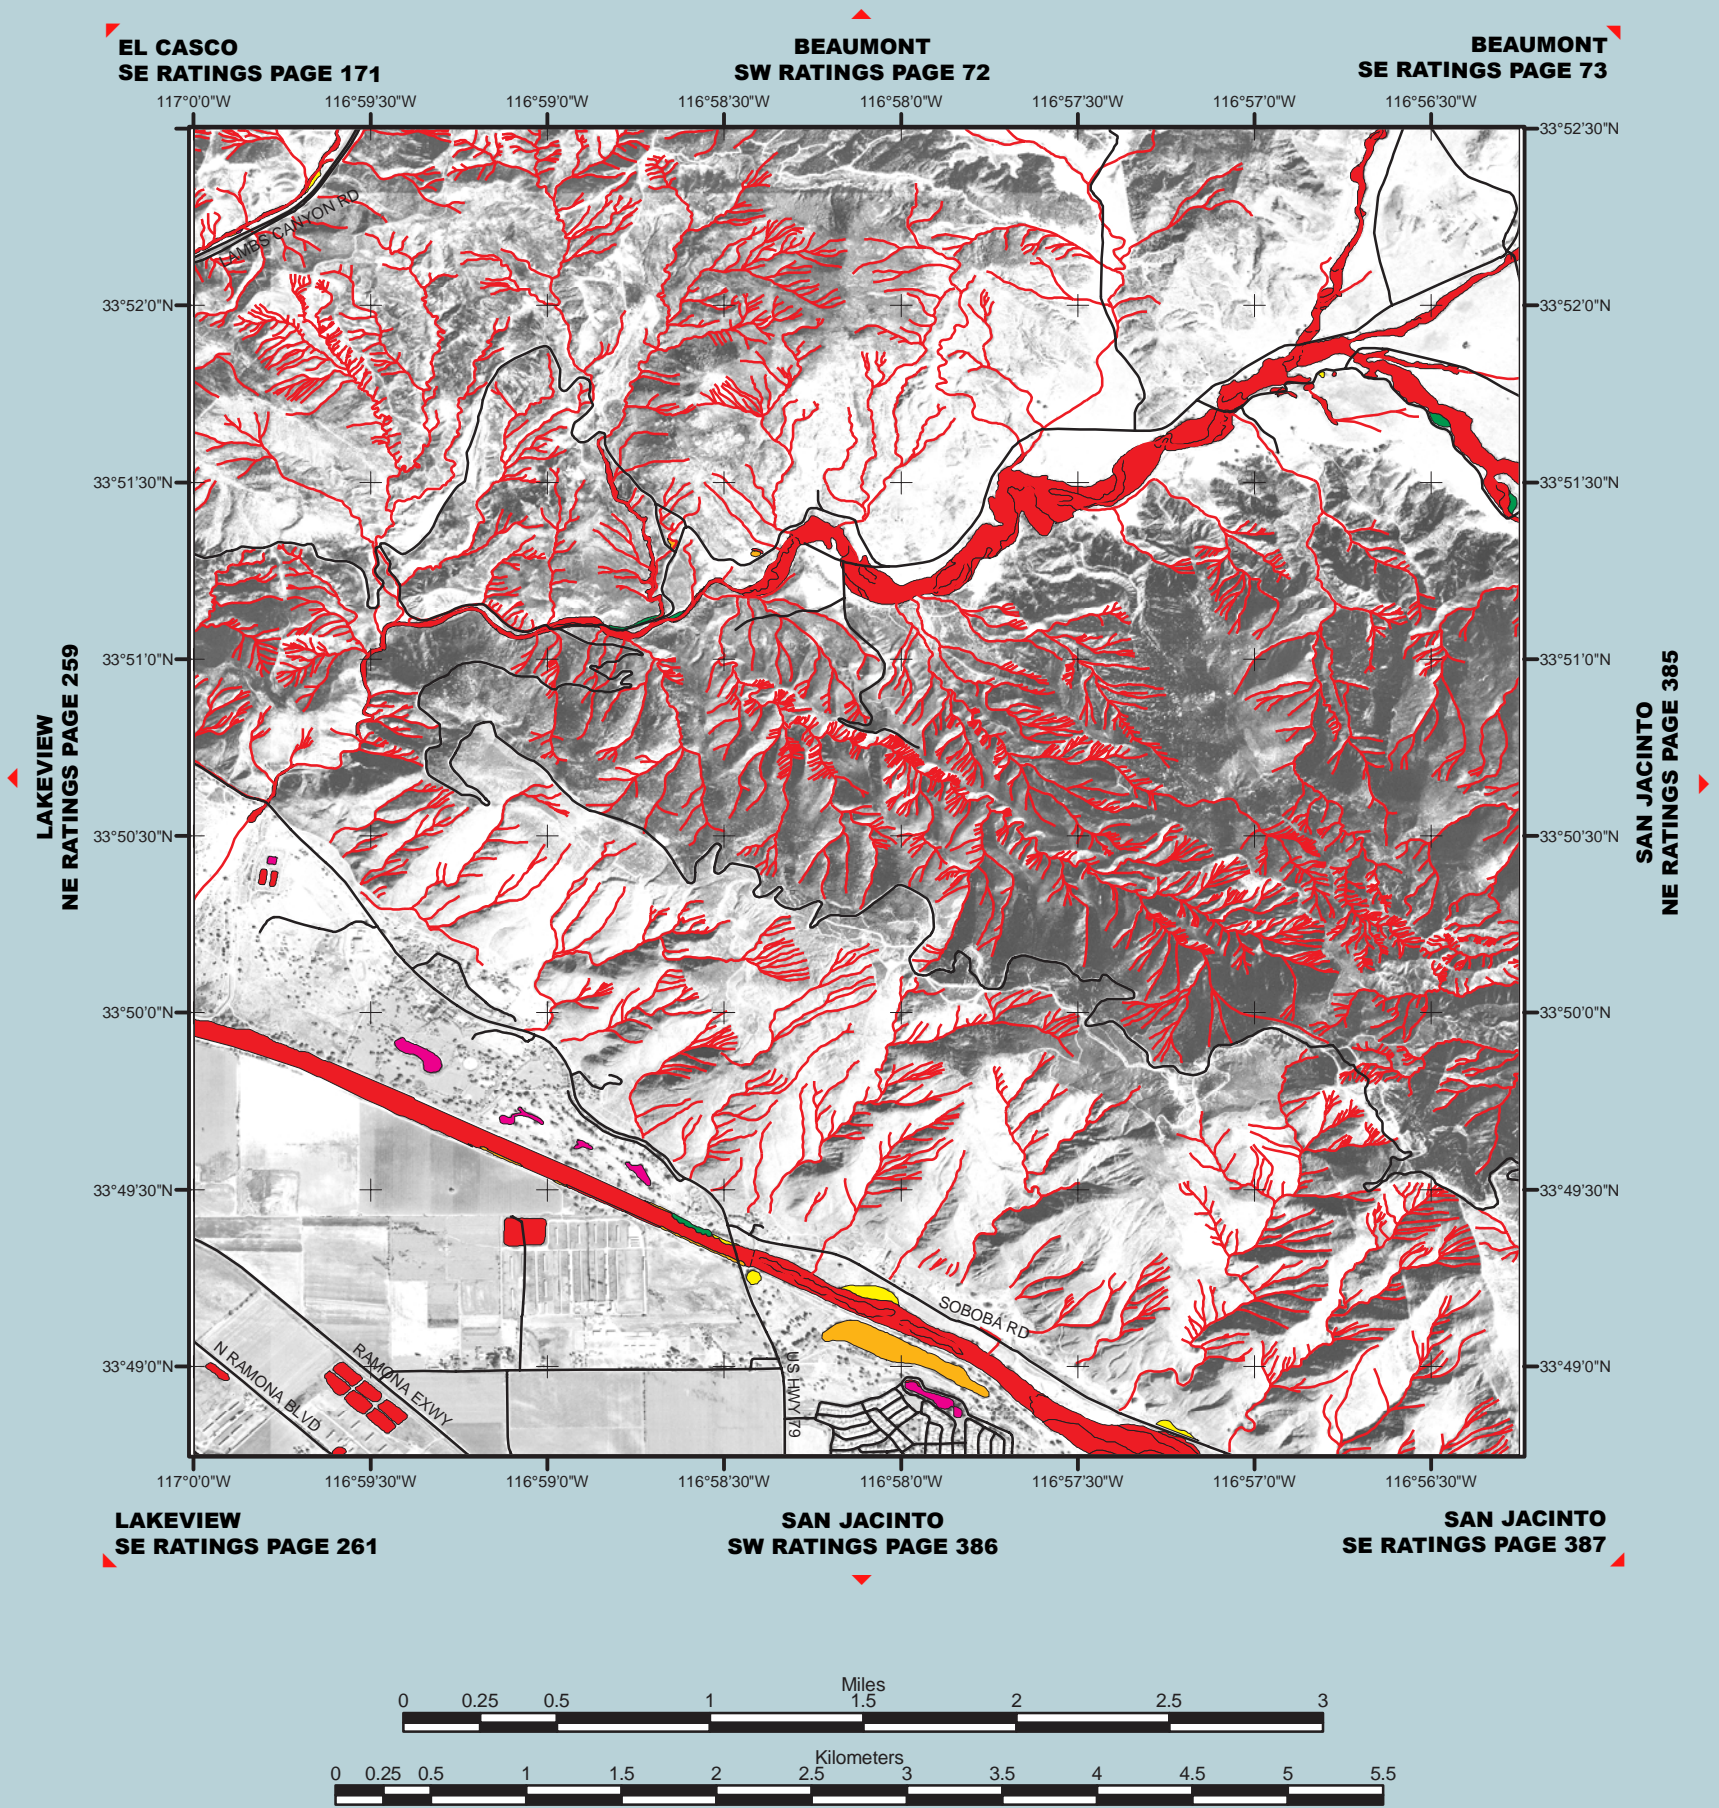 EL CASCO
SE RATINGS PAGE 171
BEAUMONT
SW RATINGS PAGE 72
BEAUMONT
SE RATINGS PAGE 73
117°0'0"W 116°59'30"W 116°59'0"W 116°58'30"W 116°58'0"W 116°57'30"W 116°57'0"W 116°56'30"W
33°52'30"N
LAMBS CANYON RD
33°52'0"N 33°52'0"N
33°51'30"N 33°51'30"N
33°51'0"N 33°51'0"N
LAKEVIEW
NE RATINGS PAGE 259
SAN JACINTO
NE RATINGS PAGE 385
33°50'30"N 33°50'30"N
33°50'0"N 33°50'0"N
33°49'30"N 33°49'30"N
SOBOBA RD
33°49'0"N 33°49'0"N
N RAMONA BLVD
RAMONA EXWY
US HWY 79
117°0'0"W 116°59'30"W 116°59'0"W 116°58'30"W 116°58'0"W 116°57'30"W 116°57'0"W 116°56'30"W
LAKEVIEW
SE RATINGS PAGE 261
SAN JACINTO
SW RATINGS PAGE 386
SAN JACINTO
SE RATINGS PAGE 387
Miles
0 0.25 0.5 1 1.5 2 2.5 3
Kilometers
0 0.25 0.5 1 1.5 2 2.5 3 3.5 4 4.5 5 5.5